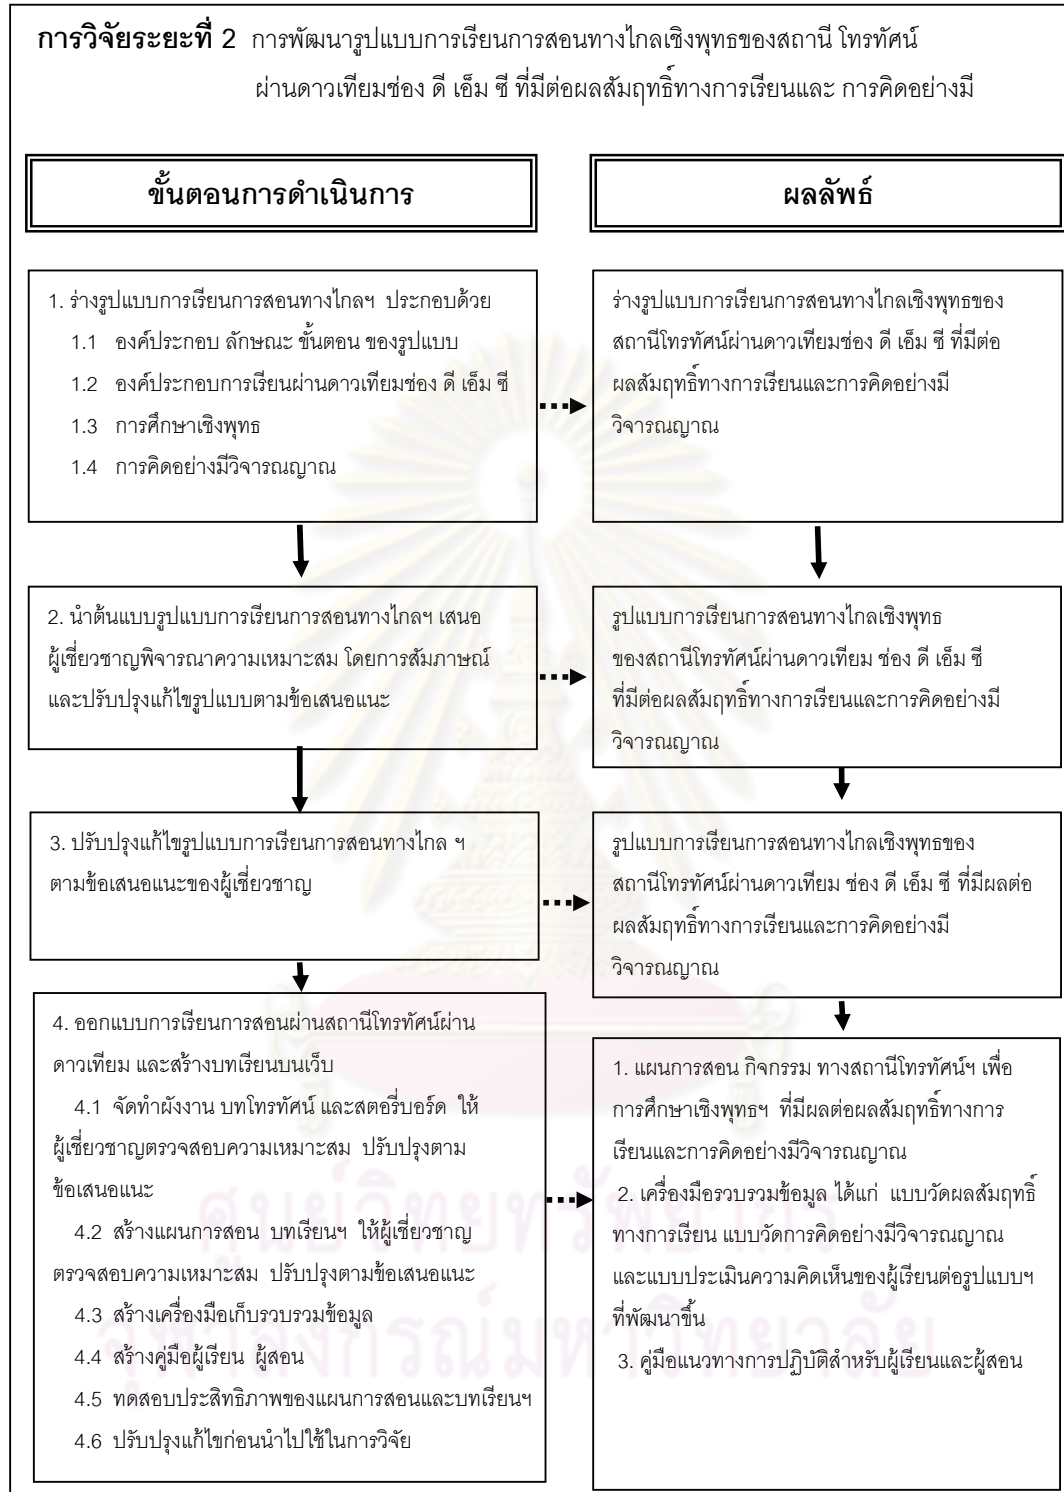 การวิจัยระยะที่ 2 การพัฒนารูปแบบการเรียนการสอนทางไกลเชิงพุทธของสถานี โทรทัศน์
ผ่านดาวเทียมช่อง ดี เอ็ม ซี ที่มีต่อผลสัมฤทธิ์ทางการเรียนและ การคิดอย่างมี
ขั้นตอนการดำเนินการ
ผลลัพธ์
1. ร่างรูปแบบการเรียนการสอนทางไกลฯ ประกอบด้วย
1.1 องค์ประกอบ ลักษณะ ขั้นตอน ของรูปแบบ
1.2 องค์ประกอบการเรียนผ่านดาวเทียมช่อง ดี เอ็ม ซี
1.3 การศึกษาเชิงพุทธ
1.4 การคิดอย่างมีวิจารณญาณ
ร่างรูปแบบการเรียนการสอนทางไกลเชิงพุทธของ
สถานีโทรทัศน์ผ่านดาวเทียมช่อง ดี เอ็ม ซี ที่มีต่อ
ผลสัมฤทธิ์ทางการเรียนและการคิดอย่างมี
วิจารณญาณ
2. นำต้นแบบรูปแบบการเรียนการสอนทางไกลฯ เสนอ
ผู้เชี่ยวชาญพิจารณาความเหมาะสม โดยการสัมภาษณ์
และปรับปรุงแก้ไขรูปแบบตามข้อเสนอแนะ
รูปแบบการเรียนการสอนทางไกลเชิงพุทธ
ของสถานีโทรทัศน์ผ่านดาวเทียม ช่อง ดี เอ็ม ซี
ที่มีต่อผลสัมฤทธิ์ทางการเรียนและการคิดอย่างมี
วิจารณญาณ
3. ปรับปรุงแก้ไขรูปแบบการเรียนการสอนทางไกล ฯ
ตามข้อเสนอแนะของผู้เชี่ยวชาญ
รูปแบบการเรียนการสอนทางไกลเชิงพุทธของ
สถานีโทรทัศน์ผ่านดาวเทียม ช่อง ดี เอ็ม ซี ที่มีผลต่อ
ผลสัมฤทธิ์ทางการเรียนและการคิดอย่างมี
วิจารณญาณ
4. ออกแบบการเรียนการสอนผ่านสถานีโทรทัศน์ผ่าน
ดาวเทียม และสร้างบทเรียนบนเว็บ
4.1 จัดทำผังงาน บทโทรทัศน์ และสตอรี่บอร์ด ให้
ผู้เชี่ยวชาญตรวจสอบความเหมาะสม ปรับปรุงตาม
ข้อเสนอแนะ
4.2 สร้างแผนการสอน บทเรียนฯ ให้ผู้เชี่ยวชาญ
ตรวจสอบความเหมาะสม ปรับปรุงตามข้อเสนอแนะ
4.3 สร้างเครื่องมือเก็บรวบรวมข้อมูล
4.4 สร้างคู่มือผู้เรียน ผู้สอน
4.5 ทดสอบประสิทธิภาพของแผนการสอนและบทเรียนฯ
4.6 ปรับปรุงแก้ไขก่อนนำไปใช้ในการวิจัย
1. แผนการสอน กิจกรรม ทางสถานีโทรทัศน์ฯ เพื่อ
การศึกษาเชิงพุทธฯ ที่มีผลต่อผลสัมฤทธิ์ทางการ
เรียนและการคิดอย่างมีวิจารณญาณ
2. เครื่องมือรวบรวมข้อมูล ได้แก่ แบบวัดผลสัมฤทธิ์
ทางการเรียน แบบวัดการคิดอย่างมีวิจารณญาณ
และแบบประเมินความคิดเห็นของผู้เรียนต่อรูปแบบฯ
ที่พัฒนาขึ้น
3. คู่มือแนวทางการปฏิบัติสำหรับผู้เรียนและผู้สอน
ศูนย์วิทยทรัพยากร
จุฬาลงกรณ์มหาวิทยาลัย